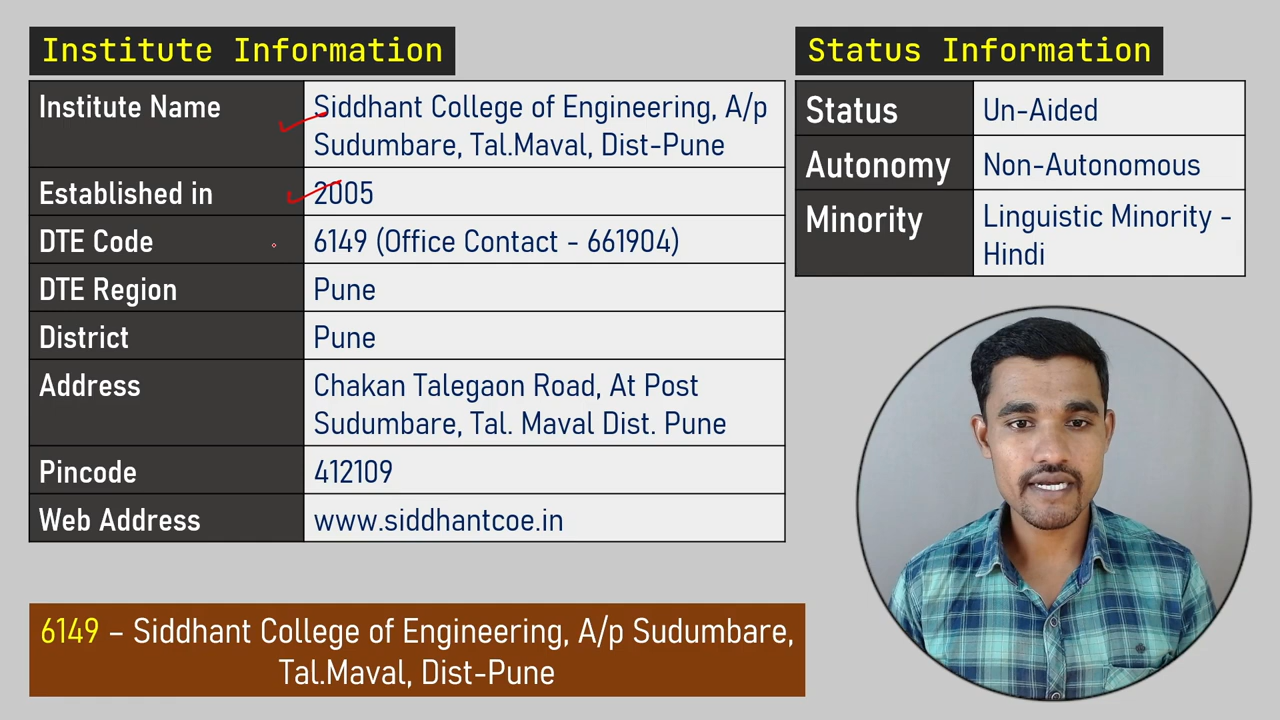 Institute Information
Institute Name
Siddhant College of Engineering, A/p
Sudumbare, Tal.Maval, Dist-Pune
Established in
2005
DTE Code
6149 (Office Contact - 661904)
DTE Region
Pune
District
Pune
Address
Chakan Talegaon Road, At Post
Sudumbare, Tal. Maval Dist. Pune
Pincode
412109
Web Address
www.siddhantcoe.in
Status Information
Status
Un-Aided
Autonomy
Non-Autonomous
Minority
Linguistic Minority -
Hindi
6149 – Siddhant College of Engineering, A/p Sudumbare,
Tal.Maval, Dist-Pune